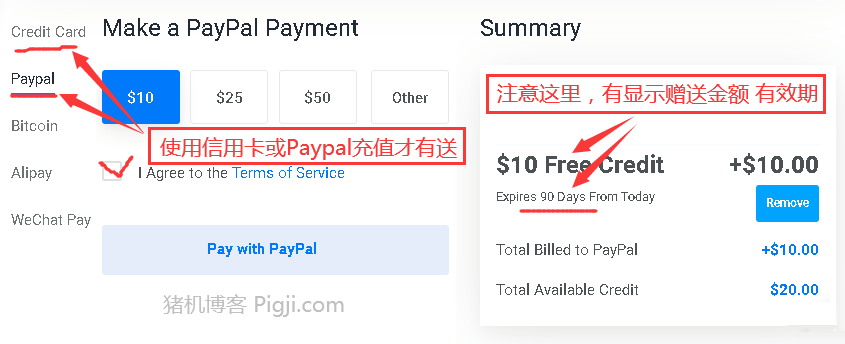 Credit Card
Paypal
Bitcoin
Alipay
WeChat Pay
Make a PayPal Payment
$10
$25
$50
Other
使用信用卡或Paypal充值才有送
I Agree to the Terms of Service
Pay with PayPal
猪机博客 Pigji.com
Summary
注意这里，有显示赠送金额 有效期
$10 Free Credit
+$10.00
Expires 90 Days From Today
Remove
Total Billed to PayPal
+$10.00
Total Available Credit
$20.00